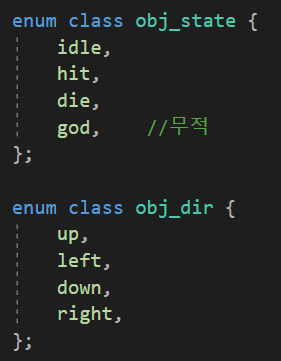 enum class obj_state {
    idle,
    hit,
    die,
    god,    //무적
};

enum class obj_dir {
    up,
    left,
    down,
    right,
};